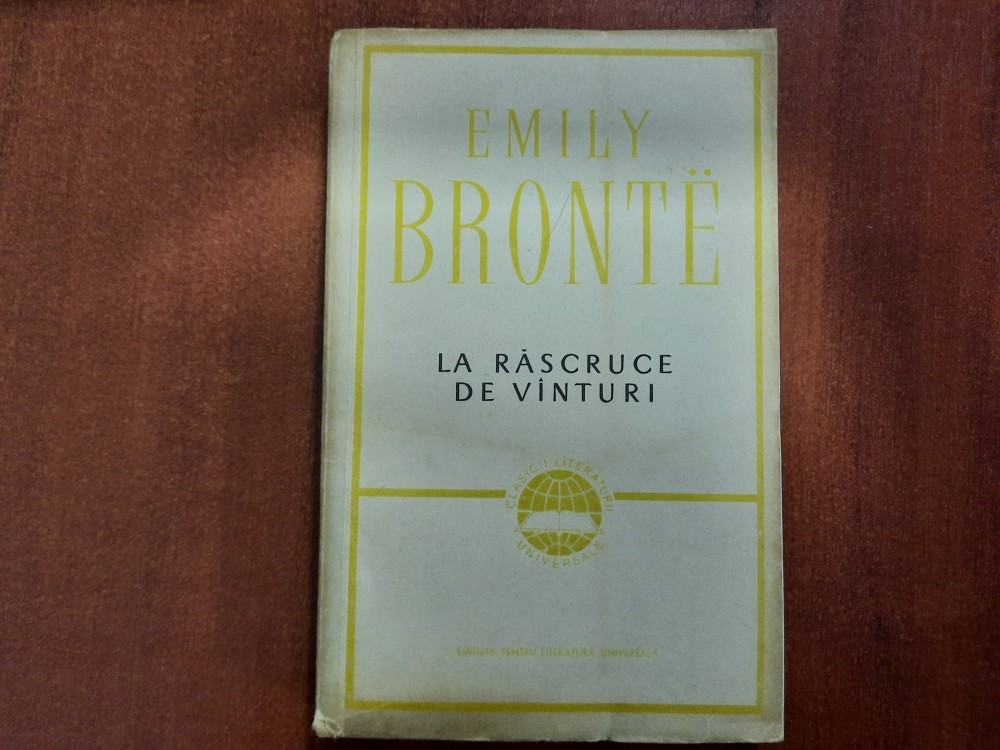 EMILY
BRONTË
LA RĂSCRUCE
DE VÎNTURI
CLASICII LITERATURII
UNIVERSALE
EDITURA PENTRU LITERATURA UNIVERSALĂ